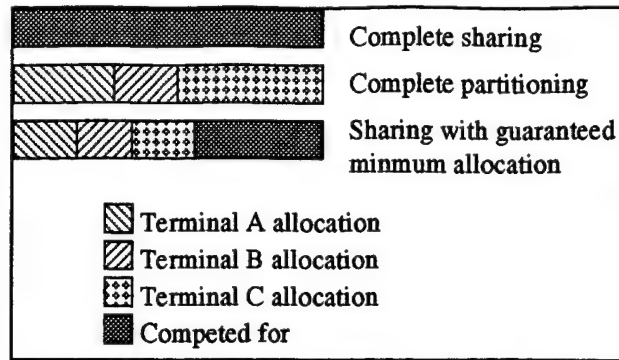 Complete sharing
Complete partitioning
Sharing with guaranteed
minmum allocation
Terminal A allocation
Terminal B allocation
Terminal C allocation
Competed for